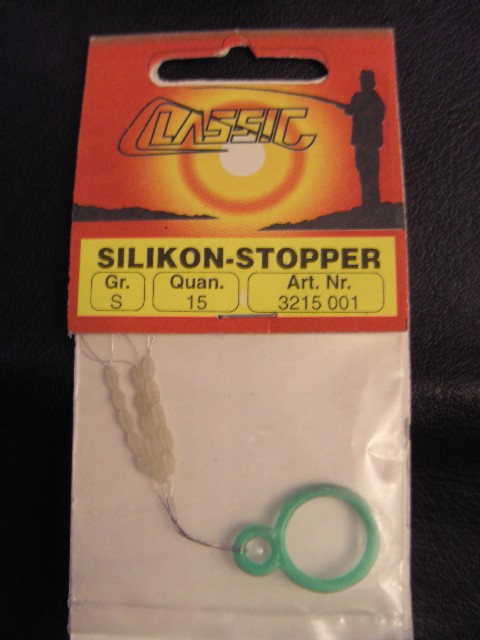 CLASSIC
SILIKON-STOPPER
Gr. Quan. Art. Nr.
S 15 3215 001